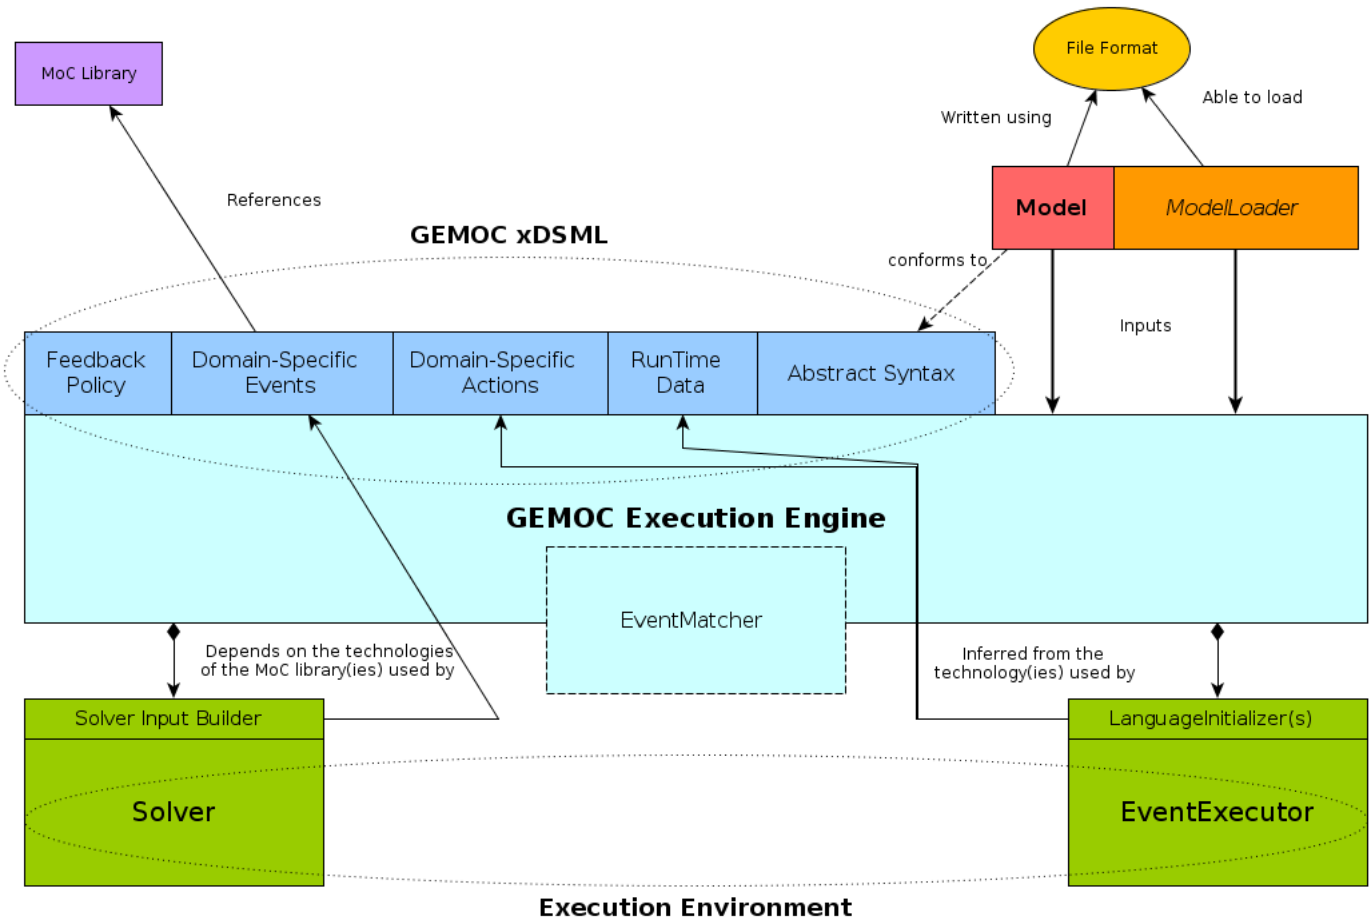 File Format
MoC Library
Able to load
Written using
References
Model
ModelLoader
GEMOC xDSML
conforms to
Inputs
Feedback
Policy
Domain-Specific
Events
Domain-Specific
Actions
RunTime
Data
Abstract Syntax
GEMOC Execution Engine
EventMatcher
Depends on the technologies
of the MoC library(ies) used by
Inferred from the
technology(ies) used by
Solver Input Builder
LanguageInitializer(s)
Solver
EventExecutor
Execution Environment